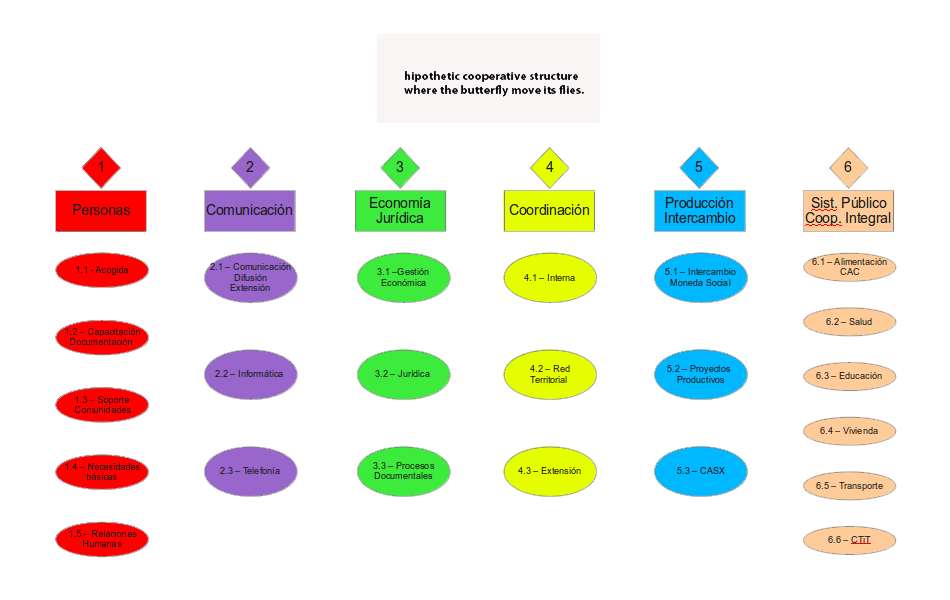 hipothetic cooperative structure
where the butterfly move its flies.
1
Personas
1.1 - Acogida
1.2 – Capacitación
Documentación
1.3 – Soporte
Comunidades
1.4 – Necesidades
básicas
1.5 – Relaciones
Humanas
2
Comunicación
2.1 – Comunicación
Difusión
Extensión
2.2 – Informática
2.3 – Telefonía
3
Economía
Jurídica
3.1 –Gestión
Económica
3.2 – Jurídica
3.3 – Procesos
Documentales
4
Coordinación
4.1 – Interna
4.2 – Red
Territorial
4.3 – Extensión
5
Producción
Intercambio
5.1 – Intercambio
Moneda Social
5.2 – Proyectos
Productivos
5.3 – CASX
6
Sist. Público
Coop. Integral
6.1 – Alimentación
CAC
6.2 – Salud
6.3 – Educación
6.4 – Vivienda
6.5 – Transporte
6.6 – CTiT